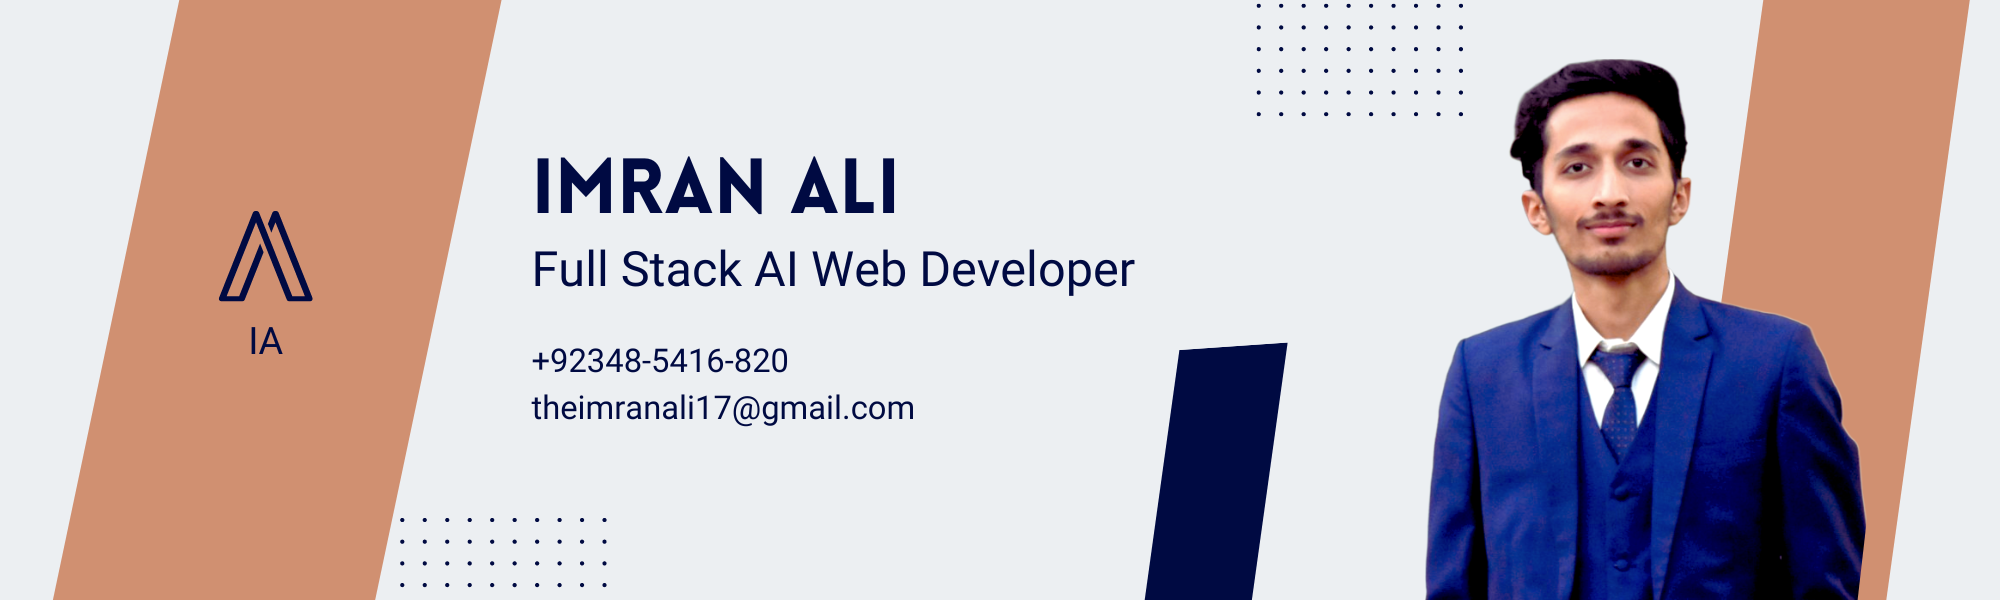 IA
IMRAN ALI
Full Stack AI Web Developer
+92348-5416-820
theimranali17@gmail.com